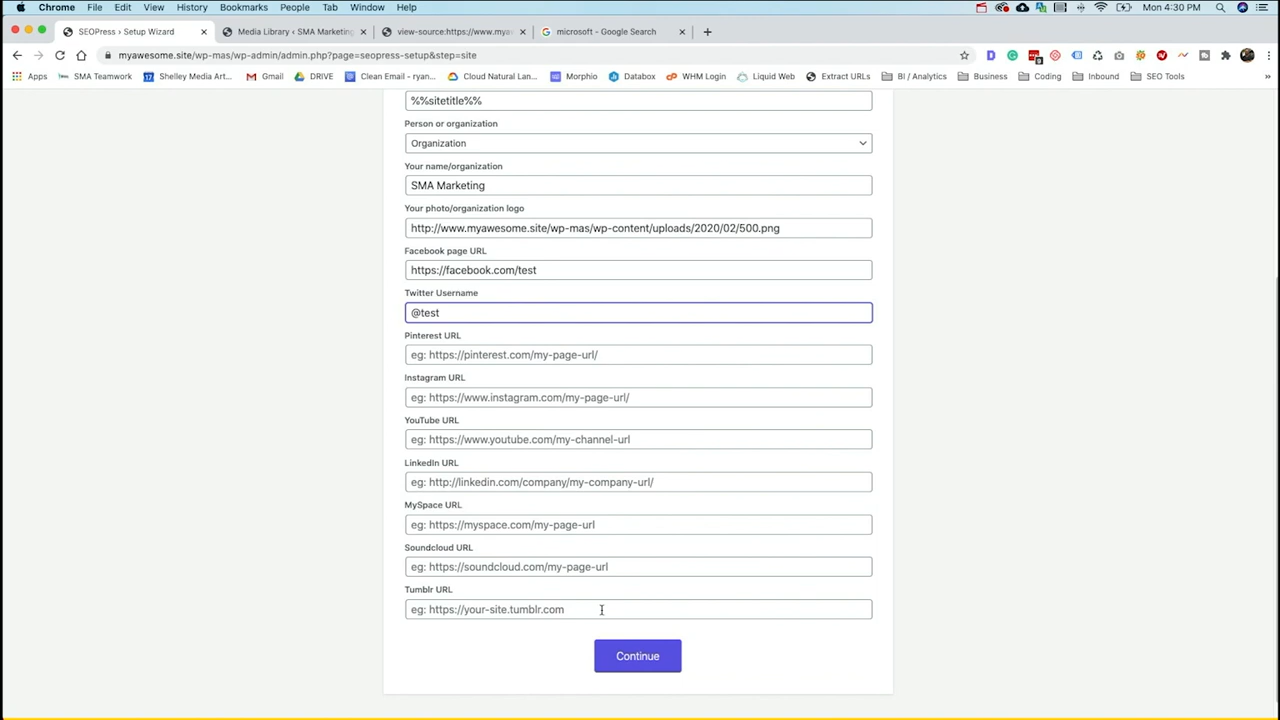 Chrome File Edit View History Bookmarks People Tab Window Help Mon 4:30 PM
SEOPress › Setup Wizard Media Library ‹ SMA Marketing view-source:https://www.mya microsoft - Google Search
myawesome.site/wp-mas/wp-admin/admin.php?page=seopress-setup&step=site
Apps SMA Teamwork 17 Shelley Media Art... Gmail DRIVE Clean Email - ryan... Cloud Natural Lan... Morphio Databox WHM Login Liquid Web Extract URLs BI / Analytics Business Coding Inbound SEO Tools
%%sitetitle%%
Person or organization
Organization
Your name/organization
SMA Marketing
Your photo/organization logo
http://www.myawesome.site/wp-mas/wp-content/uploads/2020/02/500.png
Facebook page URL
https://facebook.com/test
Twitter Username
@test
Pinterest URL
eg: https://pinterest.com/my-page-url/
Instagram URL
eg: https://www.instagram.com/my-page-url/
YouTube URL
eg: https://www.youtube.com/my-channel-url
LinkedIn URL
eg: http://linkedin.com/company/my-company-url/
MySpace URL
eg: https://myspace.com/my-page-url
Soundcloud URL
eg: https://soundcloud.com/my-page-url
Tumblr URL
eg: https://your-site.tumblr.com
Continue